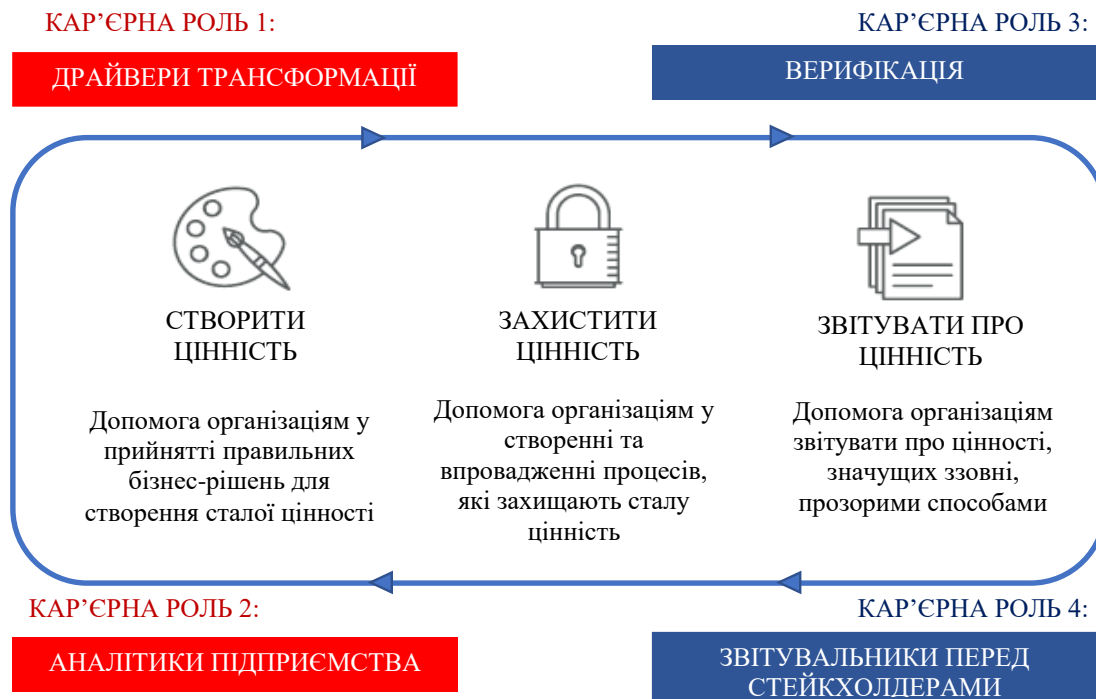 КАР’ЄРНА РОЛЬ 1:
ДРАЙВЕРИ ТРАНСФОРМАЦІЇ
КАР’ЄРНА РОЛЬ 3:
ВЕРИФІКАЦІЯ
СТВОРИТИ
ЦІННІСТЬ
Допомога організаціям у
прийнятті правильних
бізнес-рішень для
створення сталої цінності
ЗАХИСТИТИ
ЦІННІСТЬ
Допомога організаціям у
створенні та
впровадженні процесів,
які захищають сталу
цінність
ЗВІТУВАТИ ПРО
ЦІННІСТЬ
Допомога організаціям
звітувати про цінності,
значущих ззовні,
прозорими способами
КАР’ЄРНА РОЛЬ 2:
АНАЛІТИКИ ПІДПРИЄМСТВА
КАР’ЄРНА РОЛЬ 4:
ЗВІТУВАЛЬНИКИ ПЕРЕД
СТЕЙКХОЛДЕРАМИ